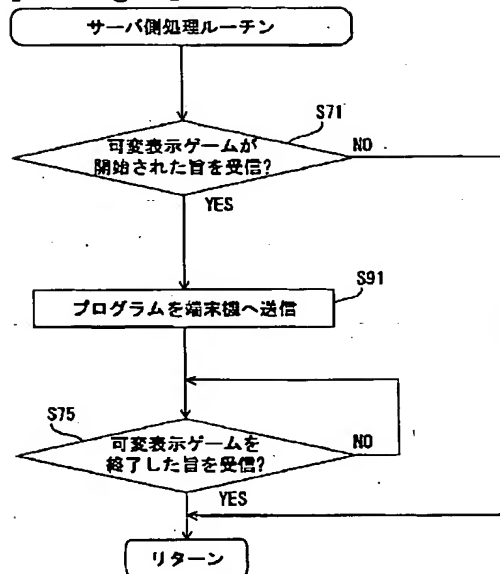 サーバ側処理ルーチン
S71
可変表示ゲームが
開始された旨を受信?
NO
YES
S91
プログラムを端末機へ送信
S75
可変表示ゲームを
終了した旨を受信?
NO
YES
リターン